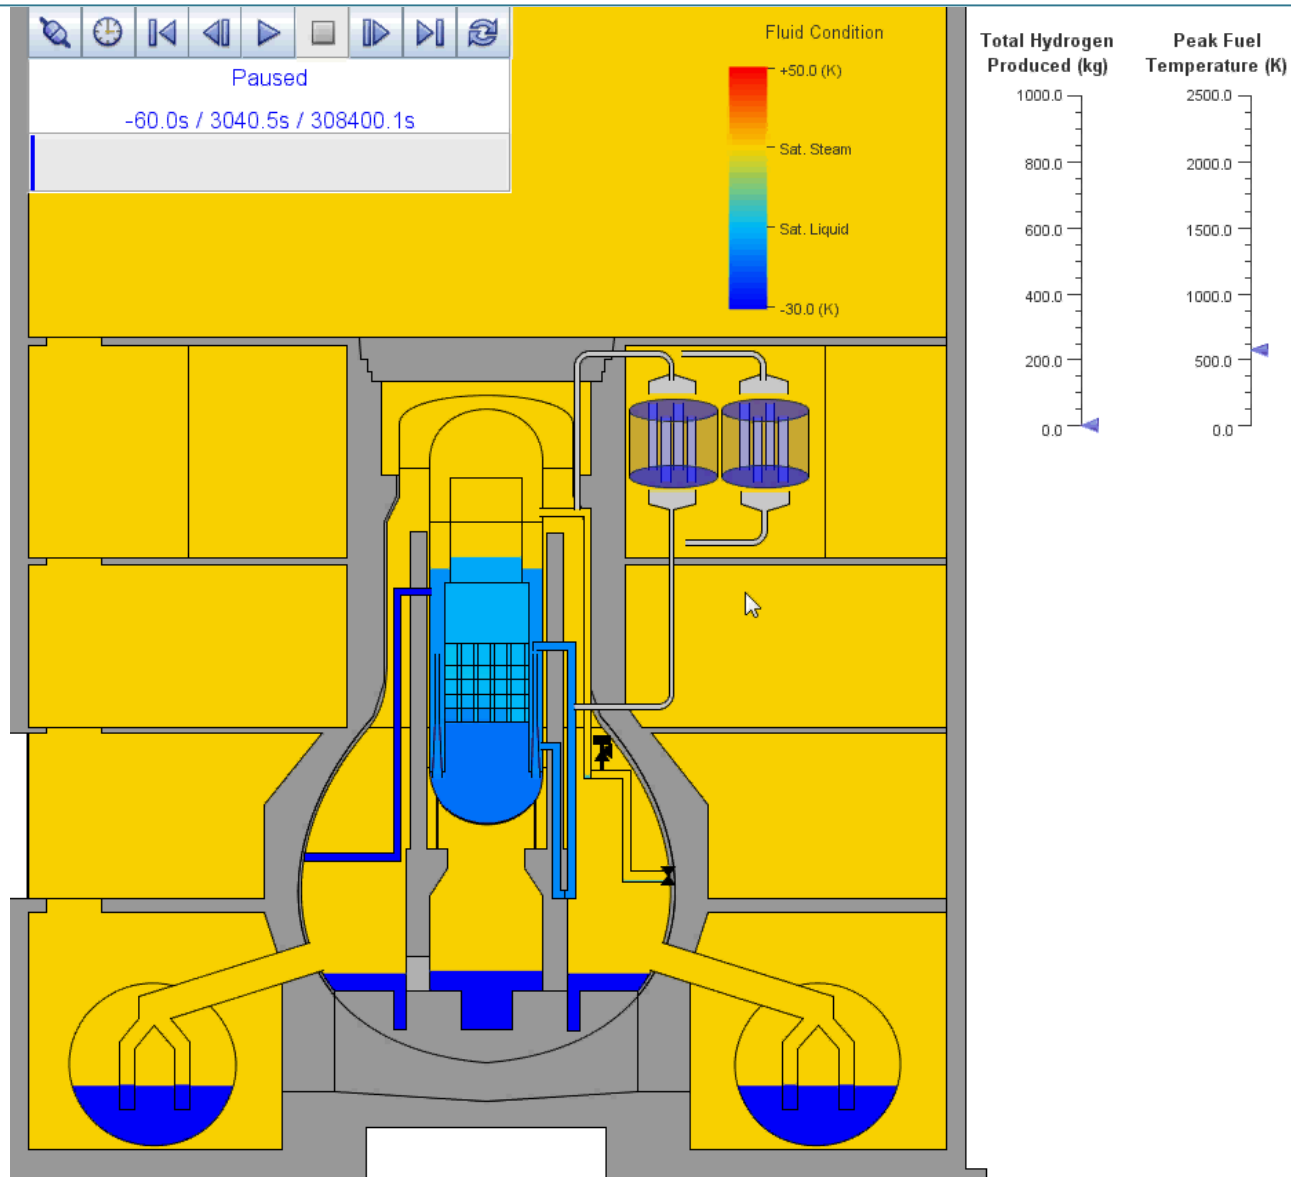 Paused
-60.0s / 3040.5s / 308400.1s
Fluid Condition
+50.0 (K)
Sat. Steam
Sat. Liquid
-30.0 (K)
Total Hydrogen
Produced (kg)
1000.0
800.0
600.0
400.0
200.0
0.0
Peak Fuel
Temperature (K)
2500.0
2000.0
1500.0
1000.0
500.0
0.0